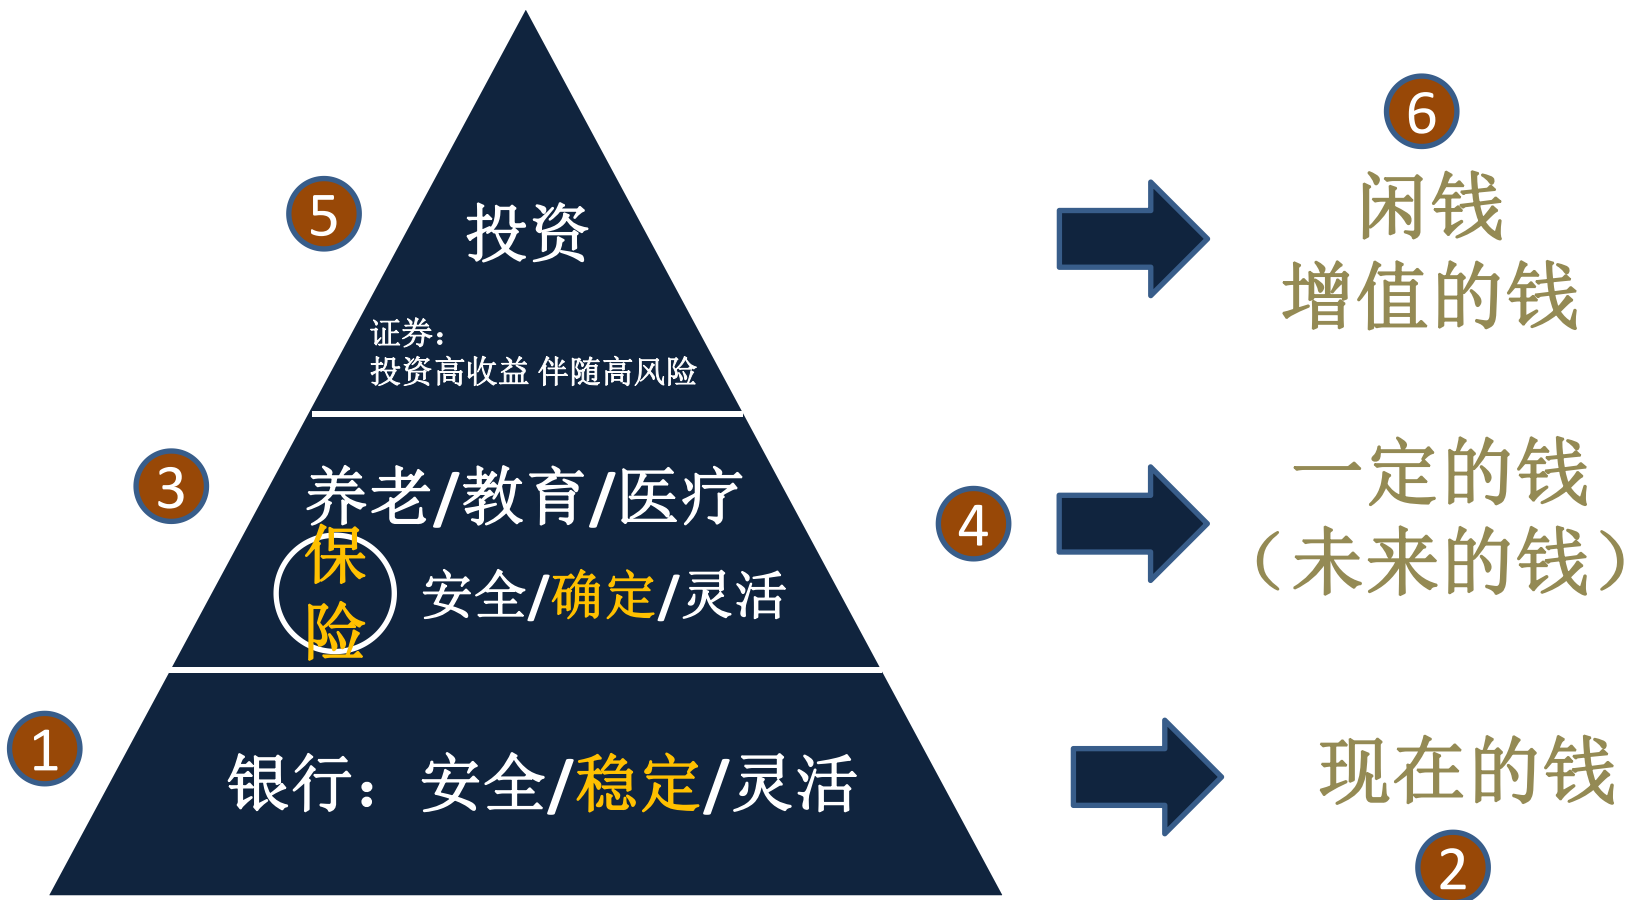 6
闲钱
增值的钱
5
投资
证券：
投资高收益 伴随高风险
3
养老/教育/医疗
保
险
安全/确定/灵活
4
一定的钱
（未来的钱）
1
银行：安全/稳定/灵活
现在的钱
2